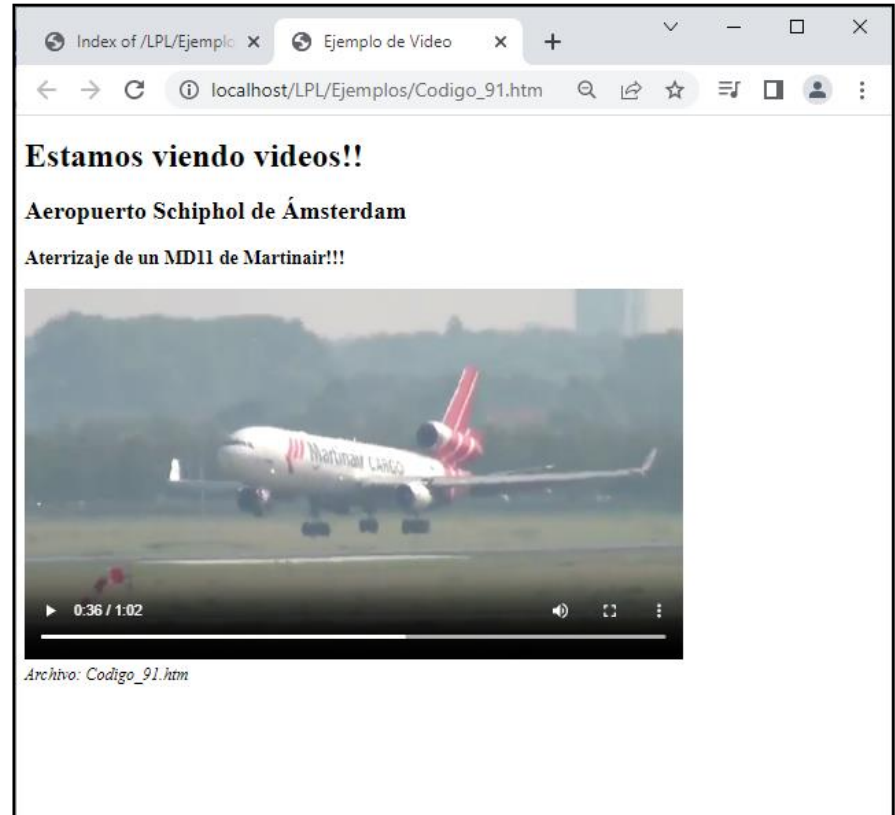 Index of /LPL/Ejemplo
Ejemplo de Video
localhost/LPL/Ejemplos/Codigo_91.htm
Estamos viendo videos!!
Aeropuerto Schiphol de Ámsterdam
Aterrizaje de un MD11 de Martinair!!!
Martinair CARGO
0:36 / 1:02
Archivo: Codigo_91.htm